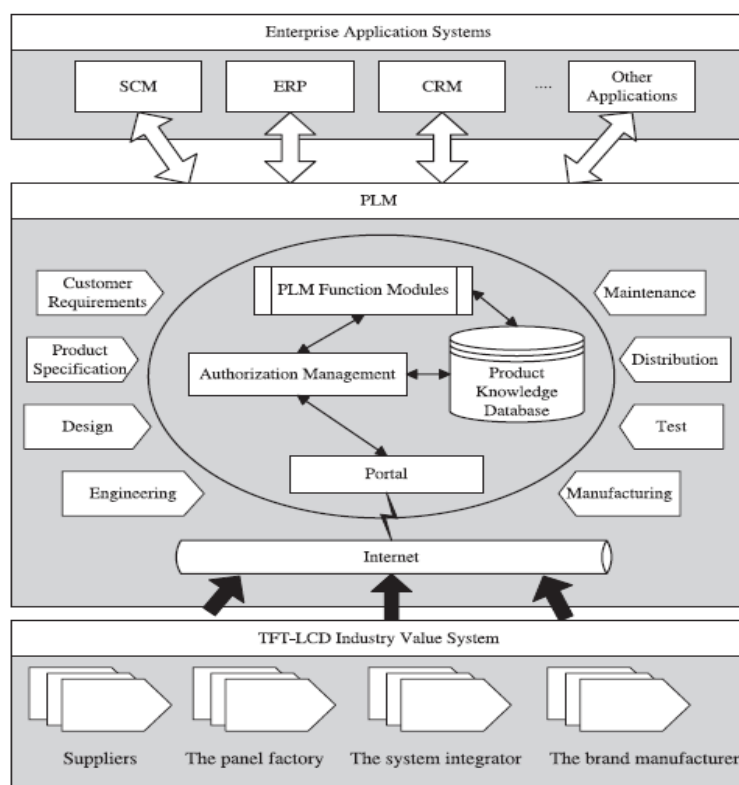 Enterprise Application Systems
SCM
ERP
CRM
....
Other
Applications
PLM
Customer
Requirements
Product
Specification
Design
Engineering
PLM Function Modules
Authorization Management
Product
Knowledge
Database
Portal
Maintenance
Distribution
Test
Manufacturing
Internet
TFT-LCD Industry Value System
Suppliers
The panel factory
The system integrator
The brand manufacturer